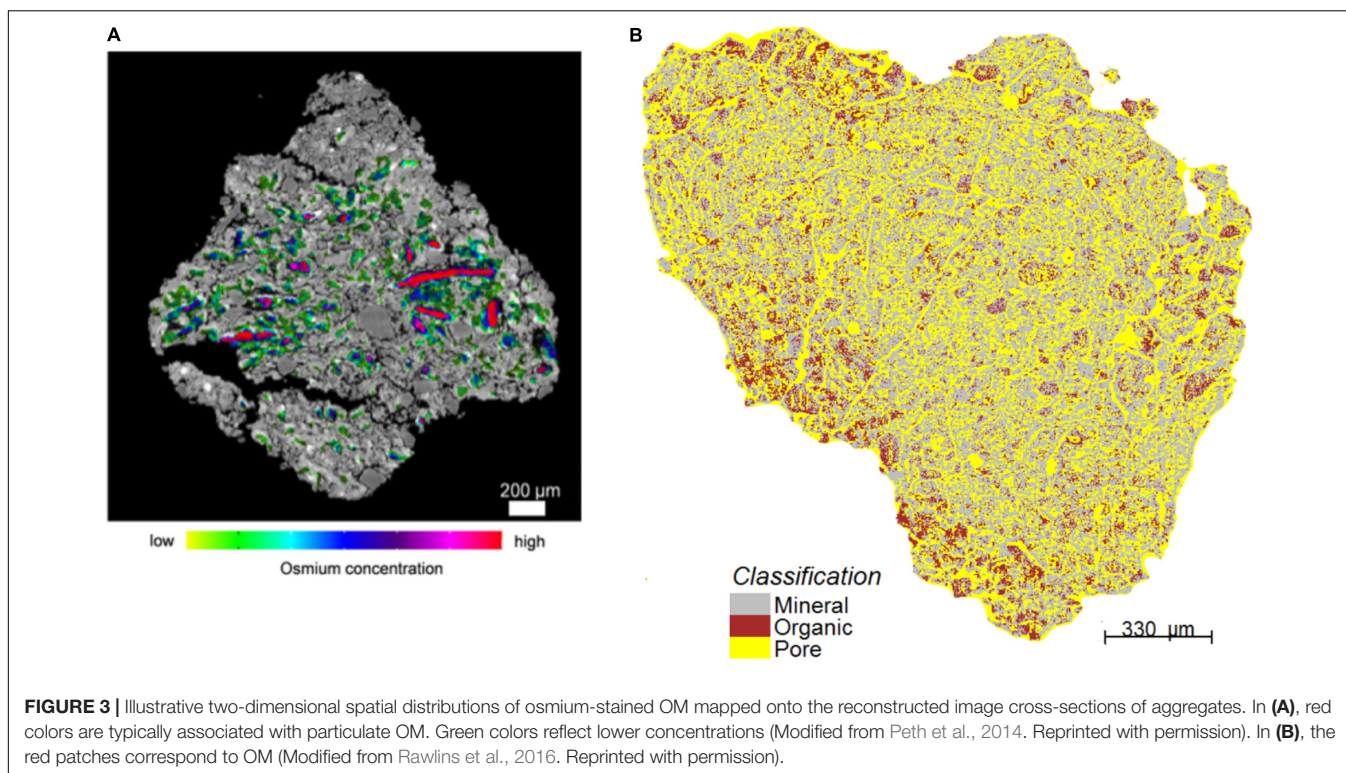 A
B
200 µm
low
high
Osmium concentration
Classification
Mineral
Organic
Pore
330 µm
FIGURE 3 | Illustrative two-dimensional spatial distributions of osmium-stained OM mapped onto the reconstructed image cross-sections of aggregates. In (A), red
colors are typically associated with particulate OM. Green colors reflect lower concentrations (Modified from Peth et al., 2014. Reprinted with permission). In (B), the
red patches correspond to OM (Modified from Rawlins et al., 2016. Reprinted with permission).